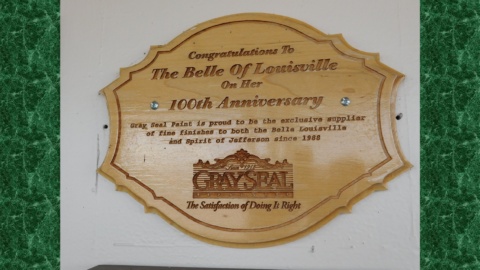 Congratulations To
The Belle Of Louisville
On Her
100th Anniversary
Gray Seal Paint is proud to be the exclusive supplier
of fine finishes to both the Belle Louisville
and Spirit of Jefferson since 1988
GRAY SEAL
The Satisfaction of Doing It Right